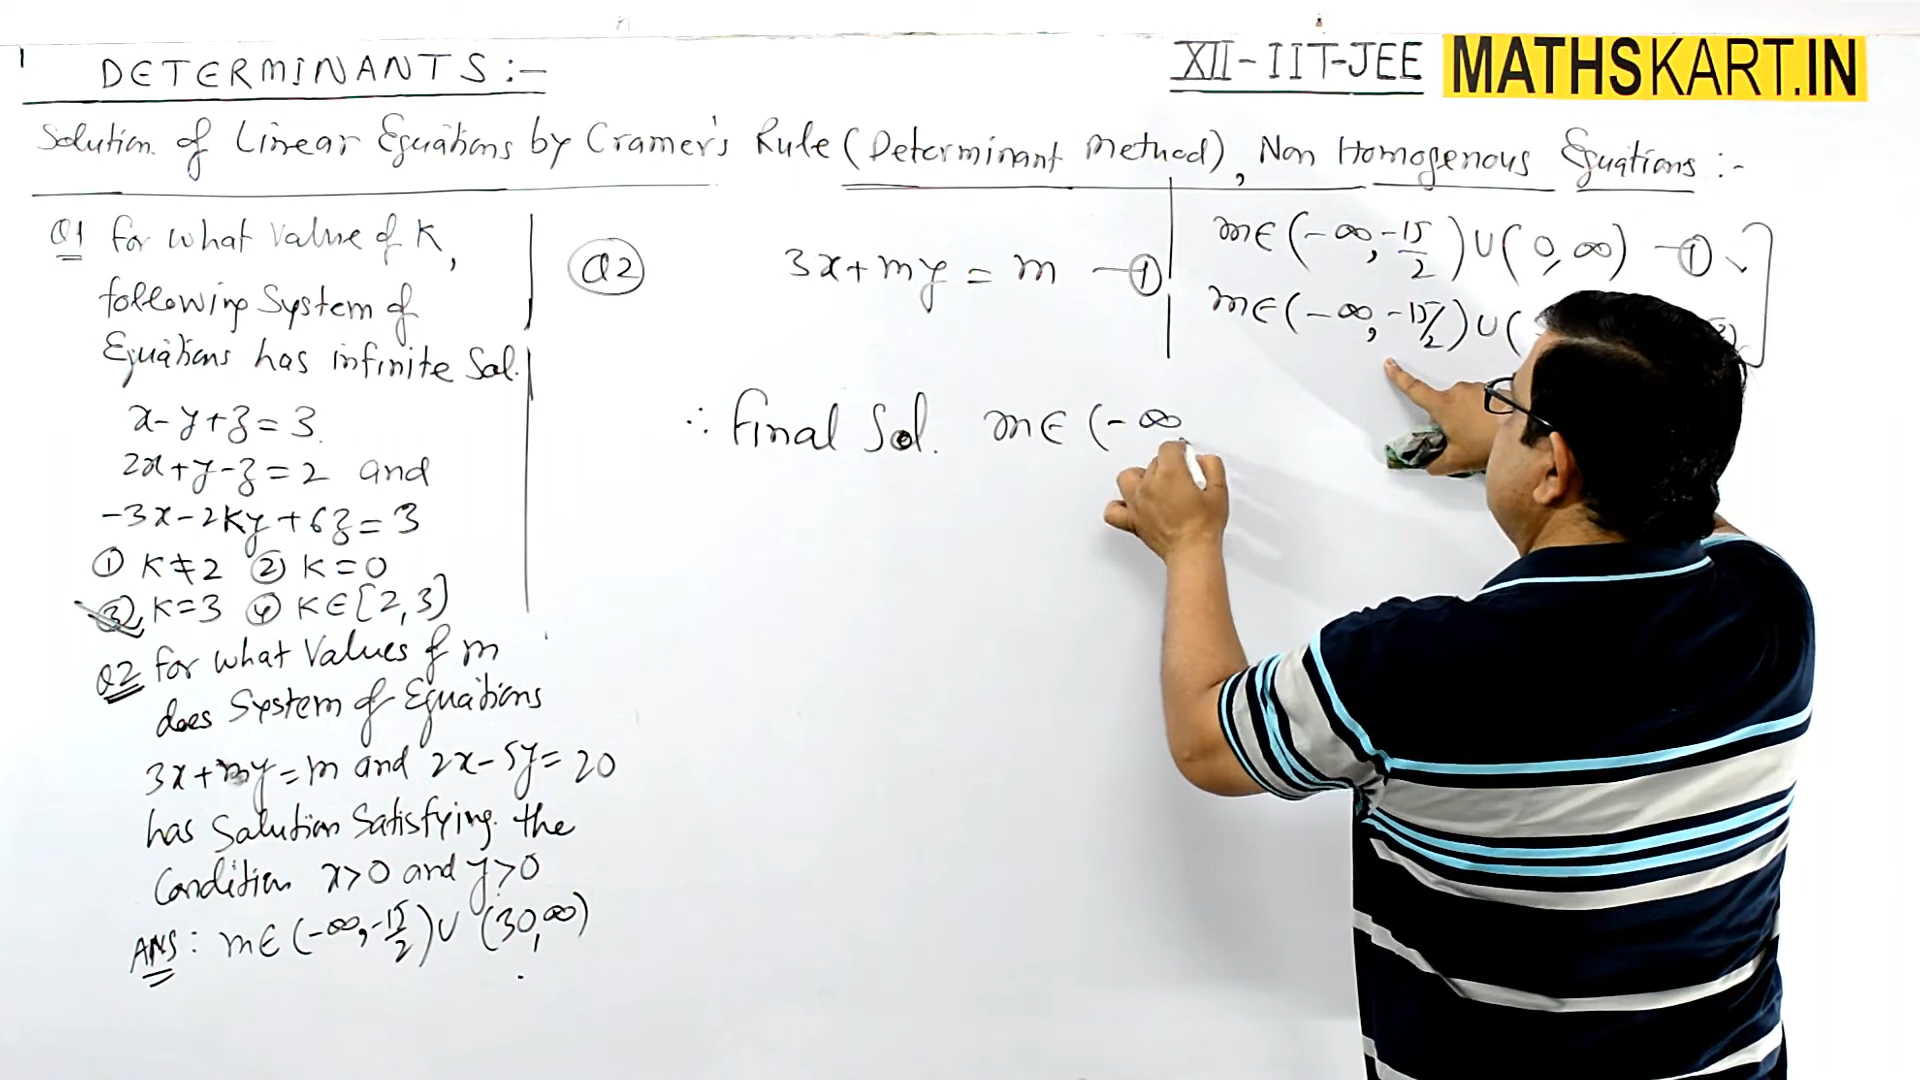 DETERMINANTS :-
XII-IIT-JEE MATHSKART.IN
Solution of Linear Equations by Cramer's Rule (Determinant Method), Non Homogenous Equations :-
Q1 For what value of K,
following System of
Equations has infinite Sol.
x-y+z=3
2x+y-z=2 and
-3x-2ky+6z=3
① K≠2 ② K=0
③ K=3 ④ K∈[2,3]
Q2 For what Values of m
does System of Equations
3x+my=m and 2x-5y=20
has Solution Satisfying the
Condition x>0 and y>0
ANS: m∈(-∞,-15/2)∪(30,∞)
Q2
3x+my=m -①
m∈(-∞,-15/2)∪(0,∞) -①
m∈(-∞,-15/2)∪(
∴ Final Sol. m∈(-∞,